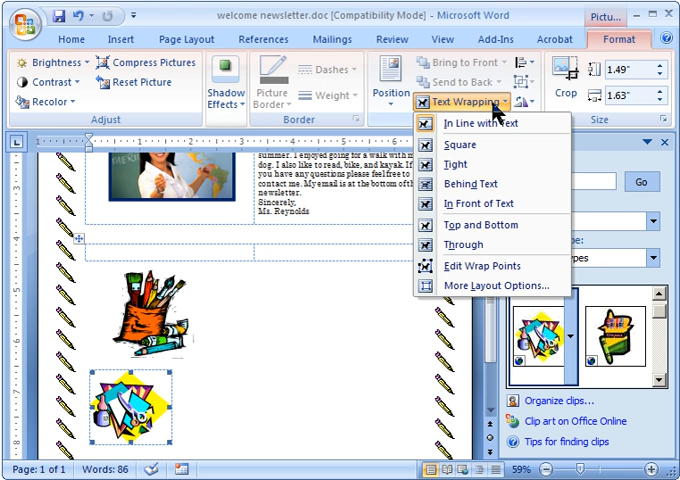 welcome newsletter.doc [Compatibility Mode] - Microsoft Word
Pictu...
Home Insert Page Layout References Mailings Review View Add-Ins Acrobat Format
Brightness Compress Pictures
Contrast Reset Picture
Recolor
Adjust
Shadow
Effects
Picture
Border
Dashes
Weight
Border
Position
Bring to Front
Send to Back
Text Wrapping
Crop
1.49"
1.63"
Size
In Line with Text
Square
Tight
Behind Text
In Front of Text
Top and Bottom
Through
Edit Wrap Points
More Layout Options...
summer. I enjoyed going for a walk with m
dog. I also like to read, bike, and kayak. If
you have any questions please feel free to
contact me. My email is at the bottom of th
newsletter.
Sincerely,
Ms. Reynolds
Go
pe:
ypes
Organize clips...
Clip art on Office Online
Tips for finding clips
Page: 1 of 1 Words: 86 59%